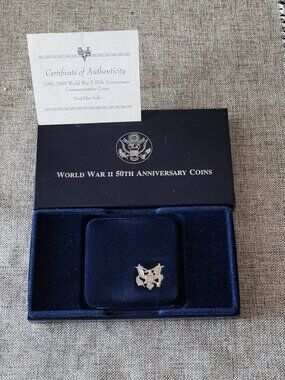 Certificate of Authenticity
1991-1995 World War II 50th Anniversary
Commemorative Coins
Proof Silver Dollar
WORLD WAR II 50TH ANNIVERSARY COINS